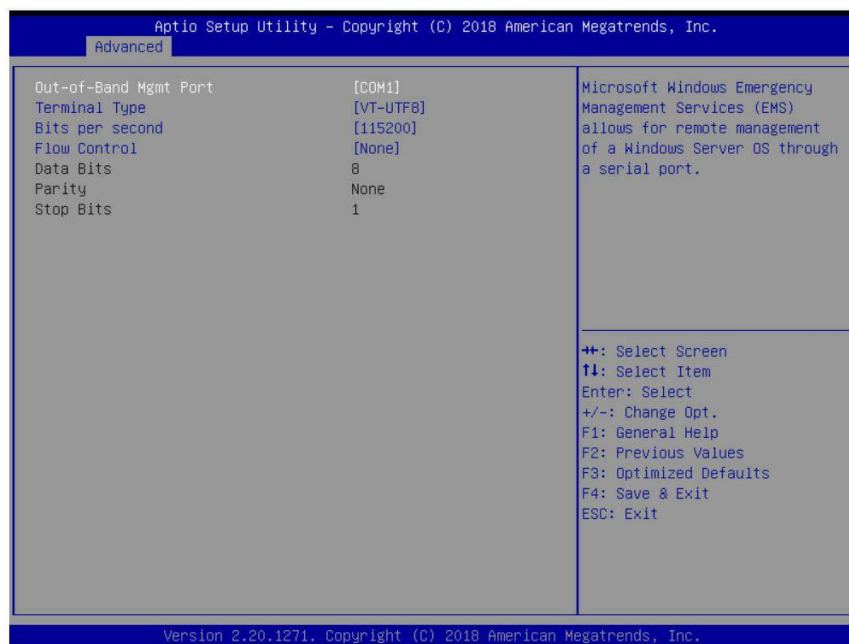 Aptio Setup Utility – Copyright (C) 2018 American Megatrends, Inc.
Advanced
Out-of-Band Mgmt Port [COM1]
Terminal Type [VT-UTF8]
Bits per second [115200]
Flow Control [None]
Data Bits 8
Parity None
Stop Bits 1
Microsoft Windows Emergency
Management Services (EMS)
allows for remote management
of a Windows Server OS through
a serial port.
→←: Select Screen
↑↓: Select Item
Enter: Select
+/-: Change Opt.
F1: General Help
F2: Previous Values
F3: Optimized Defaults
F4: Save & Exit
ESC: Exit
Version 2.20.1271. Copyright (C) 2018 American Megatrends, Inc.